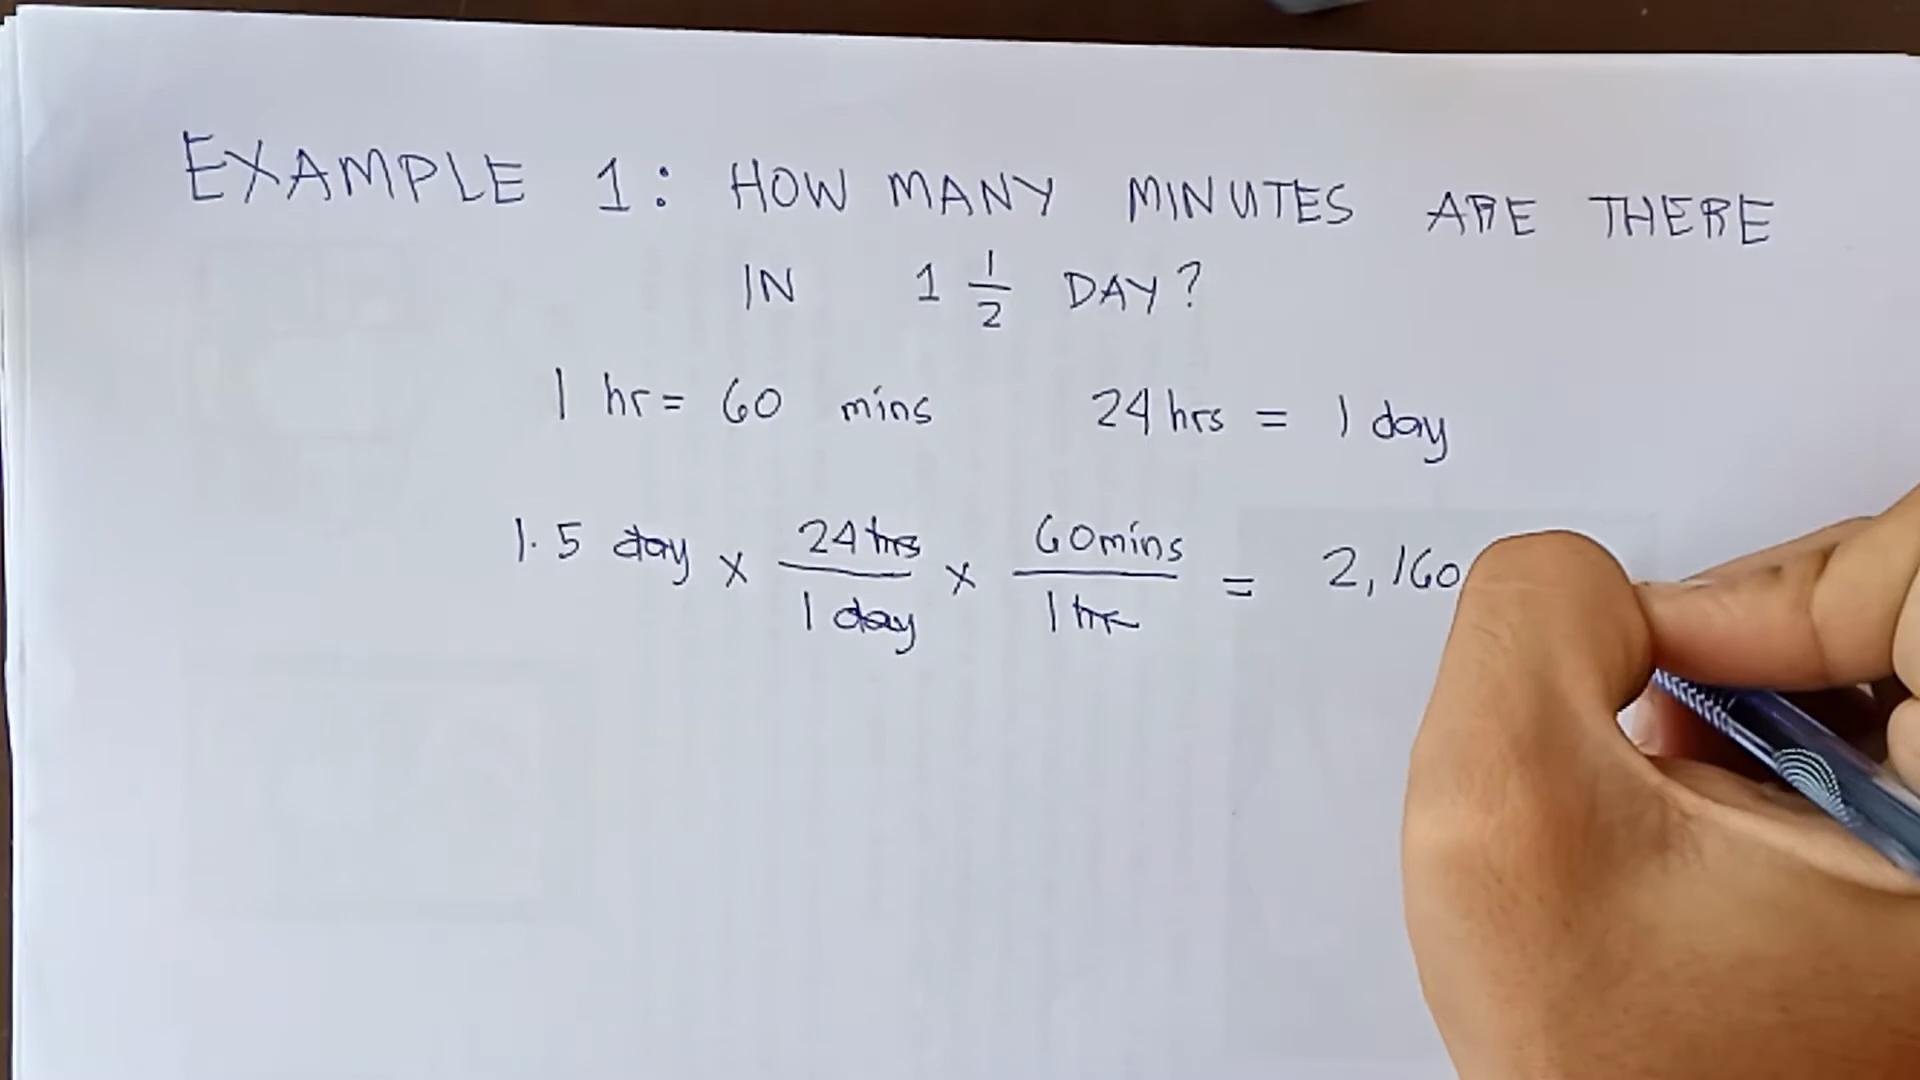 EXAMPLE 1: HOW MANY MINUTES ARE THERE
IN 1 1/2 DAY?
1 hr = 60 mins 24 hrs = 1 day
1.5 day x 24 hrs / 1 day x 60 mins / 1 hr = 2,160